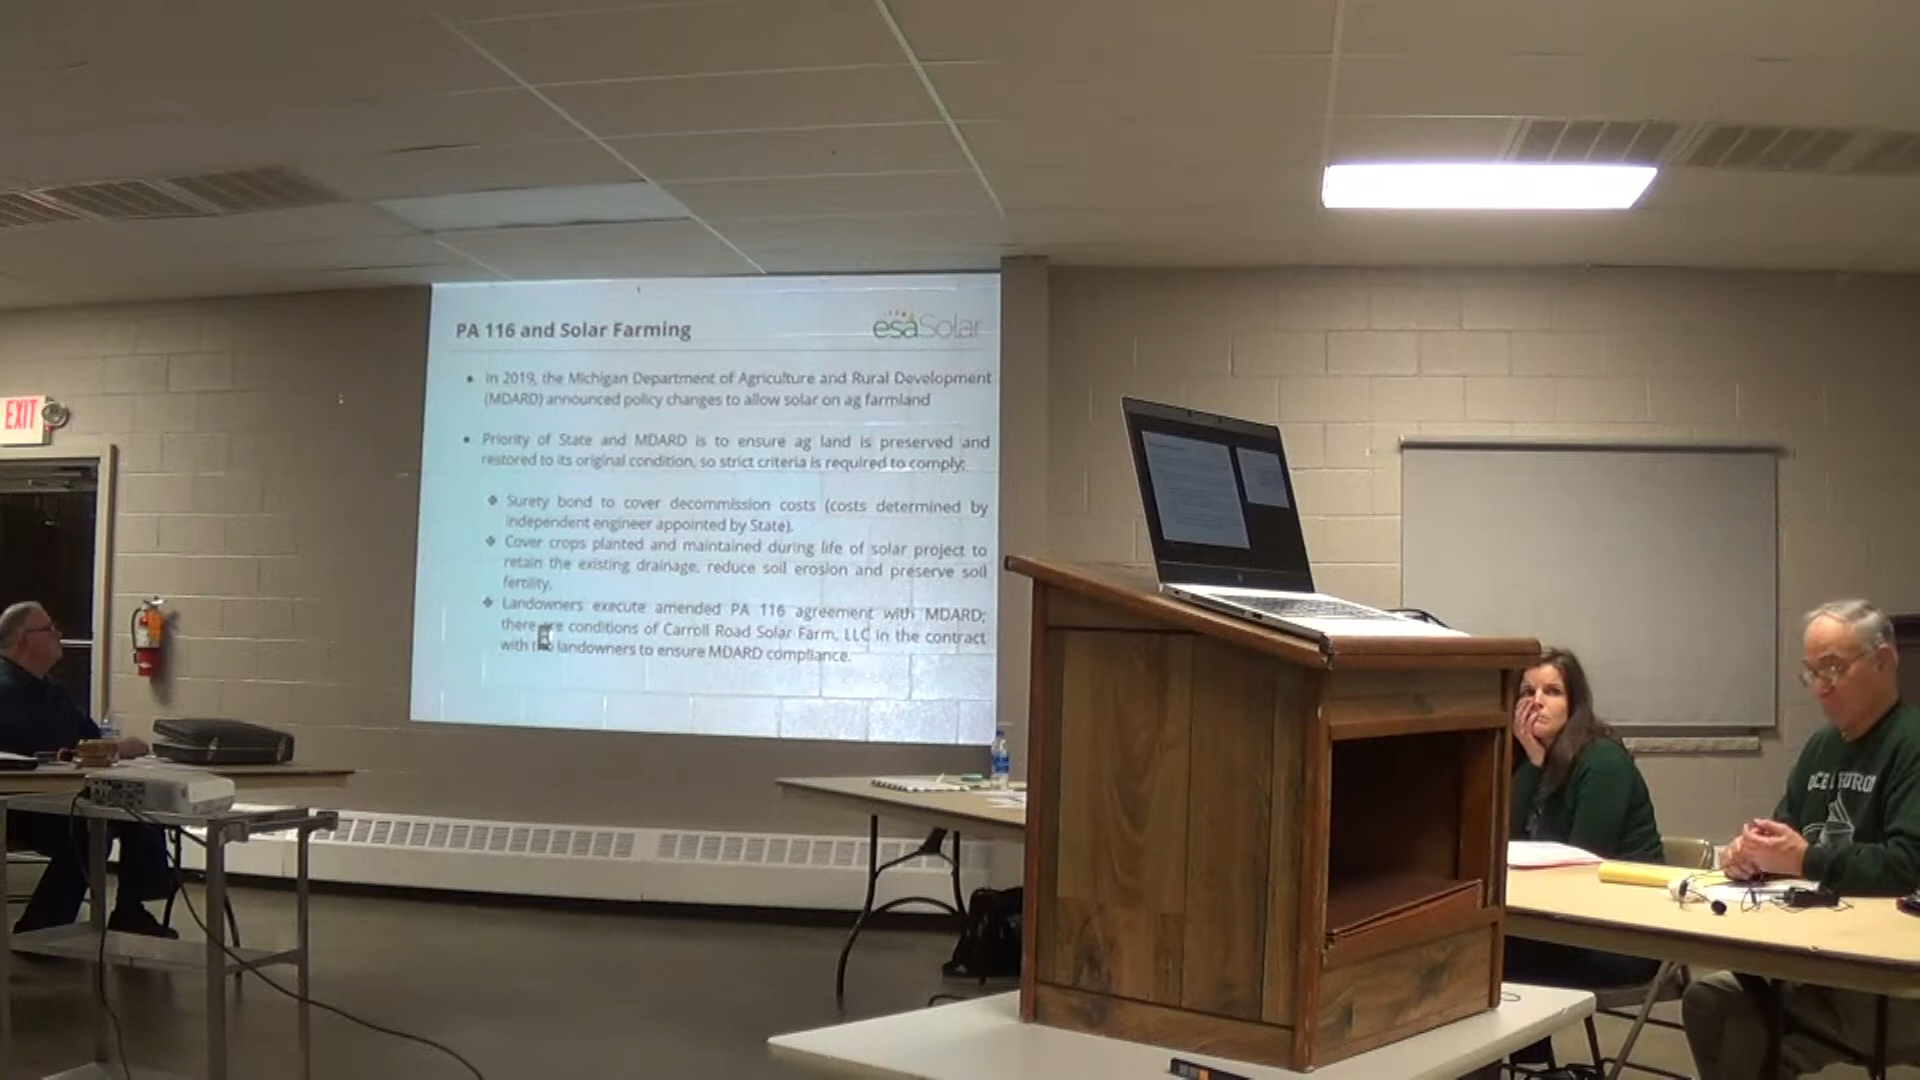 EXIT
PA 116 and Solar Farming
esaSolar
• In 2019, the Michigan Department of Agriculture and Rural Development
(MDARD) announced policy changes to allow solar on ag farmland
• Priority of State and MDARD is to ensure ag land is preserved and
restored to its original condition, so strict criteria is required to comply:
❖ Surety bond to cover decommission costs (costs determined by
independent engineer appointed by State).
❖ Cover crops planted and maintained during life of solar project to
retain the existing drainage, reduce soil erosion and preserve soil
fertility.
❖ Landowners execute amended PA 116 agreement with MDARD;
there are conditions of Carroll Road Solar Farm, LLC in the contract
with the landowners to ensure MDARD compliance.